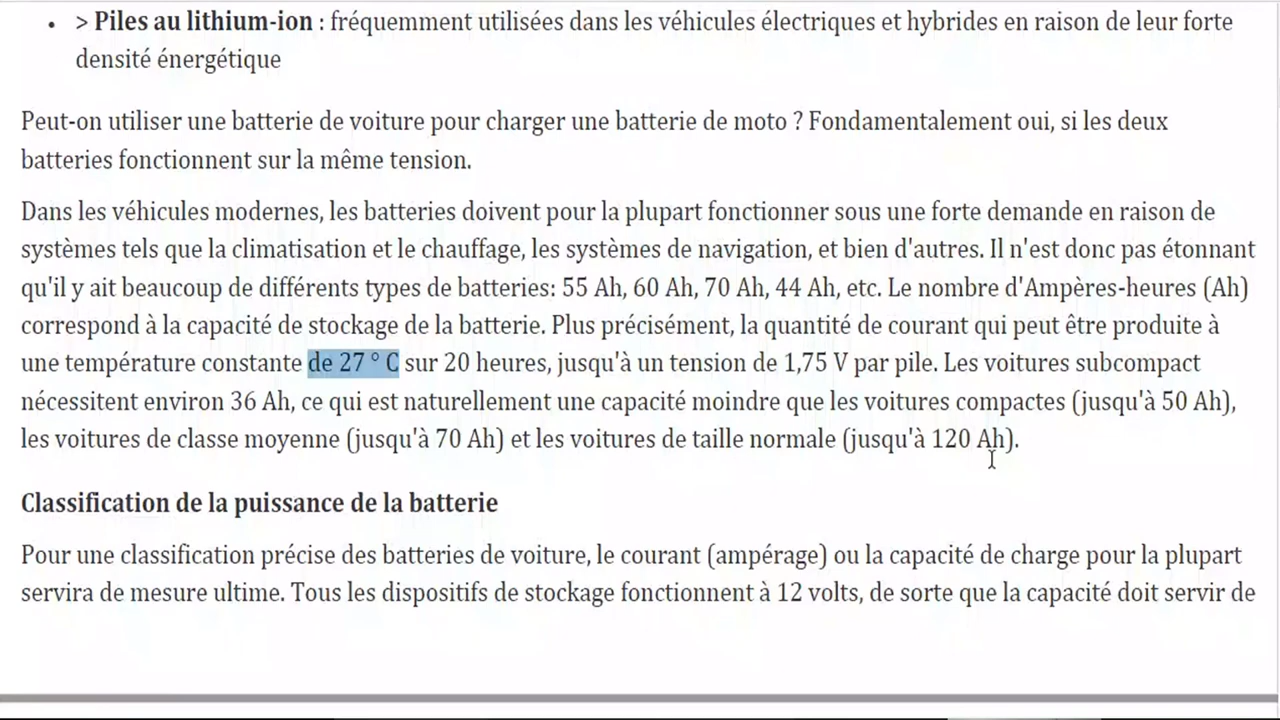 • > Piles au lithium-ion : fréquemment utilisées dans les véhicules électriques et hybrides en raison de leur forte
densité énergétique
Peut-on utiliser une batterie de voiture pour charger une batterie de moto ? Fondamentalement oui, si les deux
batteries fonctionnent sur la même tension.
Dans les véhicules modernes, les batteries doivent pour la plupart fonctionner sous une forte demande en raison de
systèmes tels que la climatisation et le chauffage, les systèmes de navigation, et bien d'autres. Il n'est donc pas étonnant
qu'il y ait beaucoup de différents types de batteries: 55 Ah, 60 Ah, 70 Ah, 44 Ah, etc. Le nombre d'Ampères-heures (Ah)
correspond à la capacité de stockage de la batterie. Plus précisément, la quantité de courant qui peut être produite à
une température constante de 27 ° C sur 20 heures, jusqu'à un tension de 1,75 V par pile. Les voitures subcompact
nécessitent environ 36 Ah, ce qui est naturellement une capacité moindre que les voitures compactes (jusqu'à 50 Ah),
les voitures de classe moyenne (jusqu'à 70 Ah) et les voitures de taille normale (jusqu'à 120 Ah).
Classification de la puissance de la batterie
Pour une classification précise des batteries de voiture, le courant (ampérage) ou la capacité de charge pour la plupart
servira de mesure ultime. Tous les dispositifs de stockage fonctionnent à 12 volts, de sorte que la capacité doit servir de